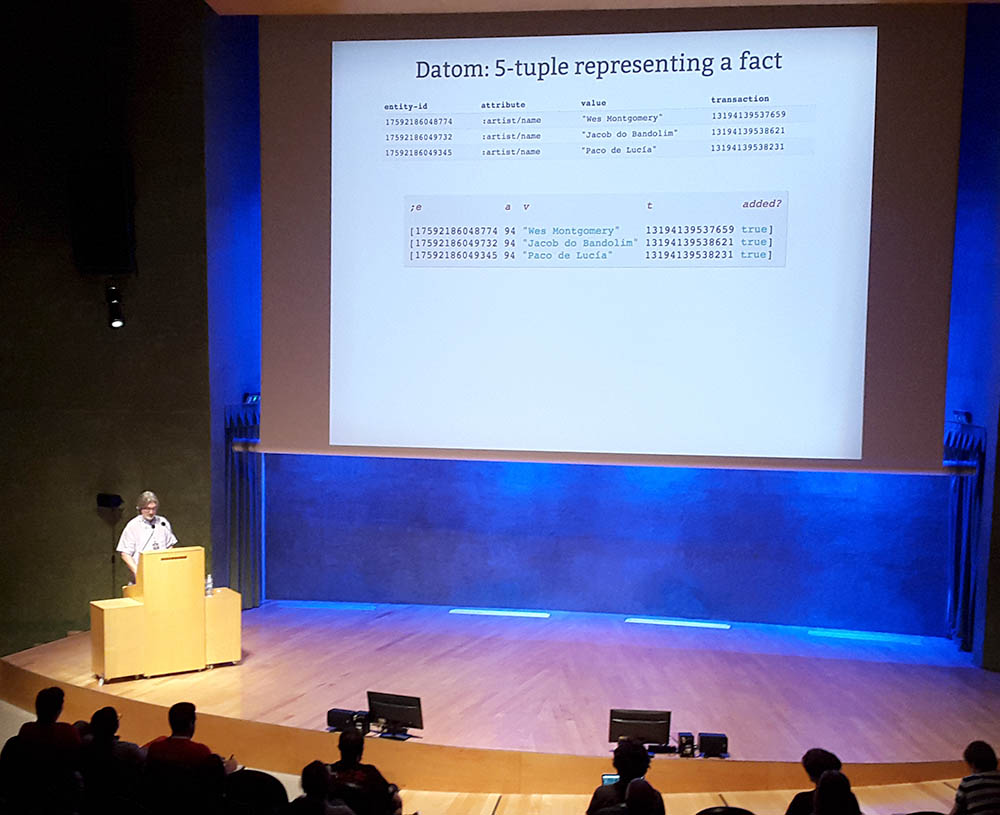 Datom: 5-tuple representing a fact
entity-id attribute value transaction
17592186048774 :artist/name "Wes Montgomery" 13194139537659
17592186049732 :artist/name "Jacob do Bandolim" 13194139538621
17592186049345 :artist/name "Paco de Lucía" 13194139538231
;e a v t added?
[17592186048774 94 "Wes Montgomery" 13194139537659 true]
[17592186049732 94 "Jacob do Bandolim" 13194139538621 true]
[17592186049345 94 "Paco de Lucía" 13194139538231 true]